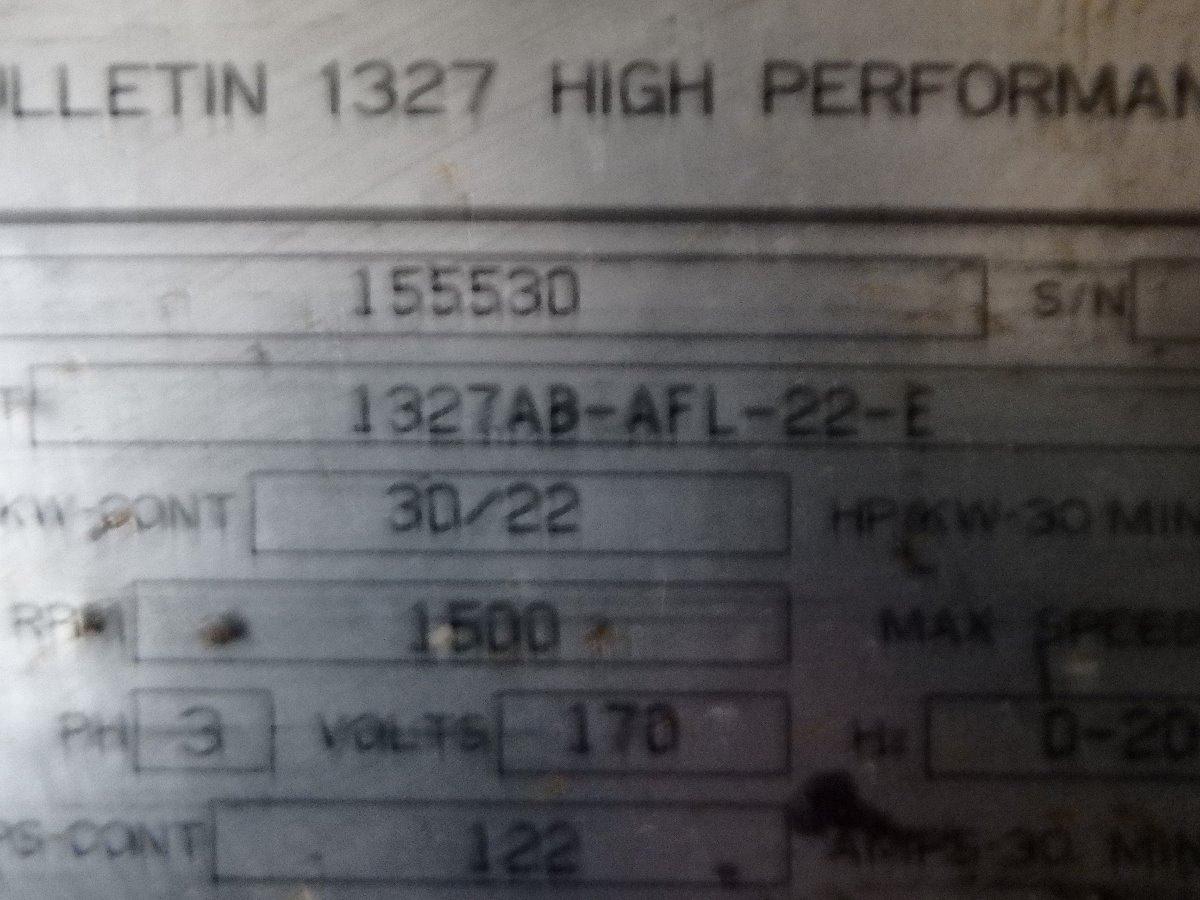 ULLETIN 1327 HIGH PERFORMAN
155530 S/N
T 1327AB-AFL-22-E
KW-CONT 30/22 HP/KW-30 MIN
RPM 1500 MAX SPEED
PH 3 VOLTS 170 Hz 0-20
PS-CONT 122 AMPS-30 MIN